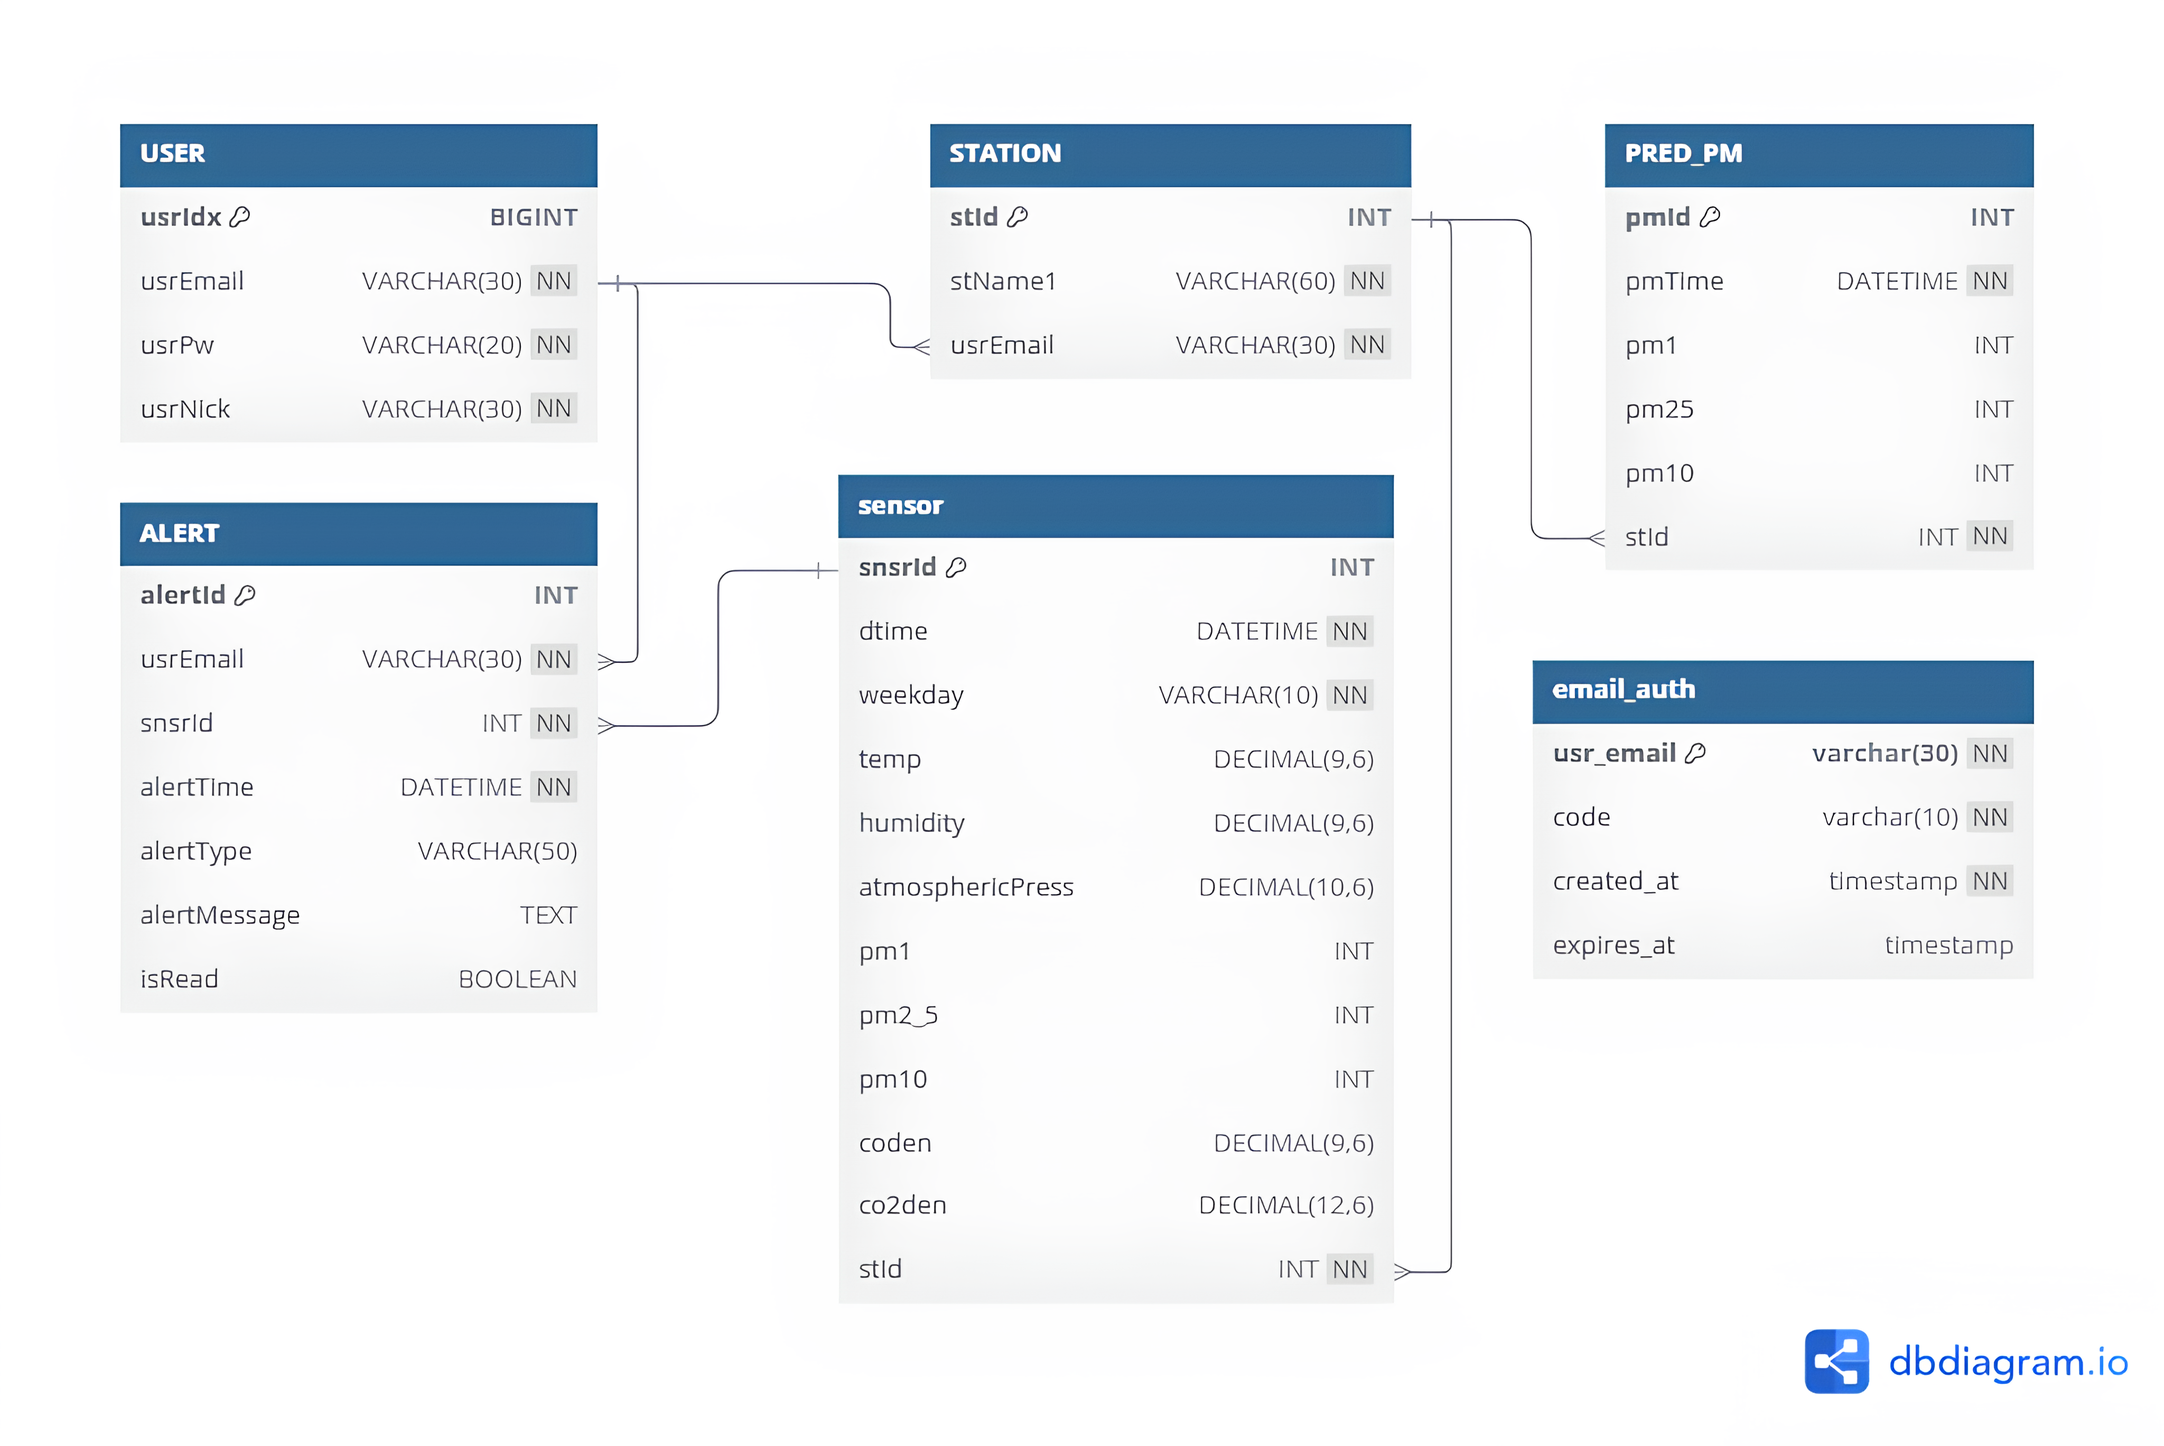 USER
usrIdx BIGINT
usrEmail VARCHAR(30) NN
usrPw VARCHAR(20) NN
usrNick VARCHAR(30) NN
STATION
stId INT
stName1 VARCHAR(60) NN
usrEmail VARCHAR(30) NN
PRED_PM
pmId INT
pmTime DATETIME NN
pm1 INT
pm25 INT
pm10 INT
stId INT NN
ALERT
alertId INT
usrEmail VARCHAR(30) NN
snsrId INT NN
alertTime DATETIME NN
alertType VARCHAR(50)
alertMessage TEXT
isRead BOOLEAN
sensor
snsrId INT
dtime DATETIME NN
weekday VARCHAR(10) NN
temp DECIMAL(9,6)
humidity DECIMAL(9,6)
atmosphericPress DECIMAL(10,6)
pm1 INT
pm2_5 INT
pm10 INT
coden DECIMAL(9,6)
co2den DECIMAL(12,6)
stId INT NN
email_auth
usr_email varchar(30) NN
code varchar(10) NN
created_at timestamp NN
expires_at timestamp
dbdiagram.io